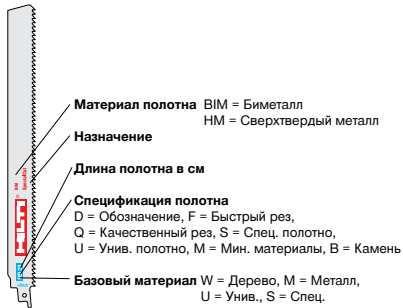 Материал полотна BIM = Биметалл
HM = Сверхтвердый металл
Назначение
Длина полотна в см
Спецификация полотна
D = Обозначение, F = Быстрый рез,
Q = Качественный рез, S = Спец. полотно,
U = Унив. полотно, M = Мин. материалы, B = Камень
Базовый материал W = Дерево, M = Металл,
U = Унив., S = Спец.